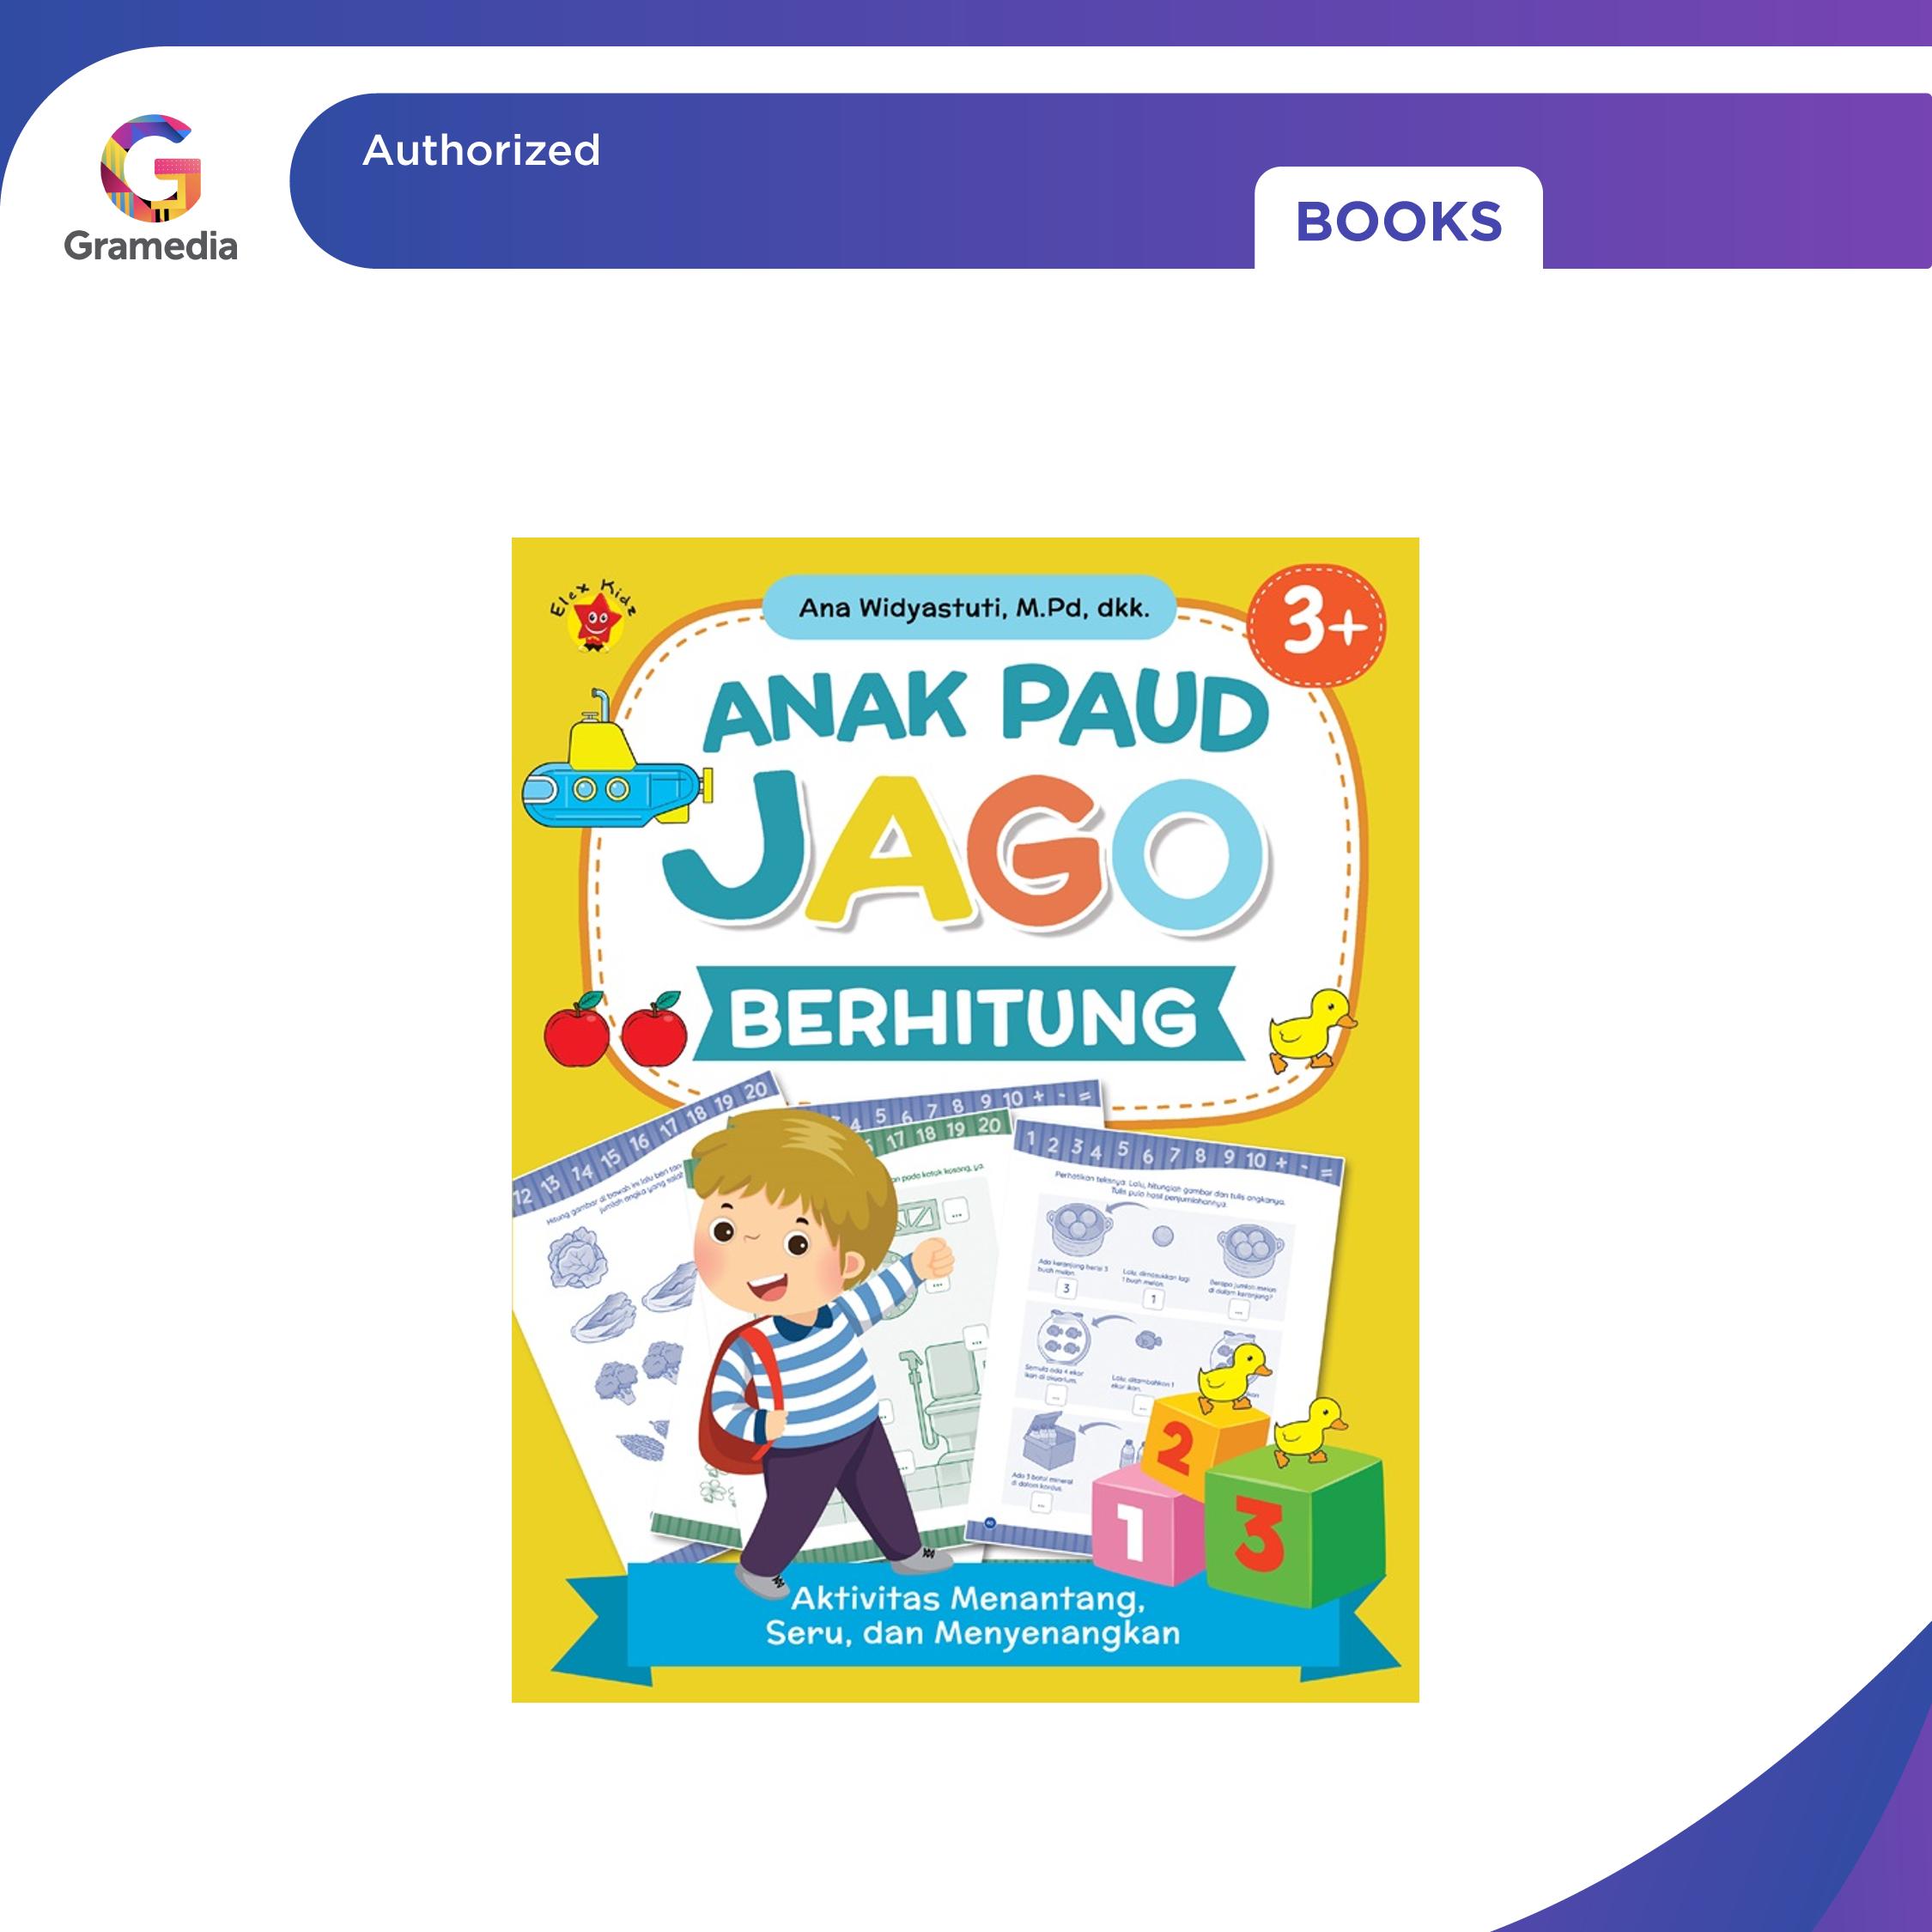 Authorized
Gramedia
BOOKS
Elex Kidz
Ana Widyastuti, M.Pd, dkk.
3+
ANAK PAUD
JAGO
BERHITUNG
12 13 14 15 16 17 18 19 20
Hitung gambar di bawah ini lalu beri
jumlah angka yang
4 5 6 7 8 9 10 + - =
17 18 19 20
pada kotak kosong, ya
1 2 3 4 5 6 7 8 9 10 + - =
Perhatikan teksnya. Lalu, hitunglah gambar dan tulis angkanya.
Tulis pula hasil penjumlahannya.
Ada keranjang berisi 3
buah melon.
3
Lalu, dimasukkan lagi
1 buah melon.
1
Berapa jumlah melon
di dalam keranjang?
...
Semula ada 4 ekor
ikan di akuarium.
...
Lalu, ditambahkan 1
ekor ikan.
...
Ada 5 botol mineral
di dalam kardus.
...
1
2
3
Aktivitas Menantang,
Seru, dan Menyenangkan